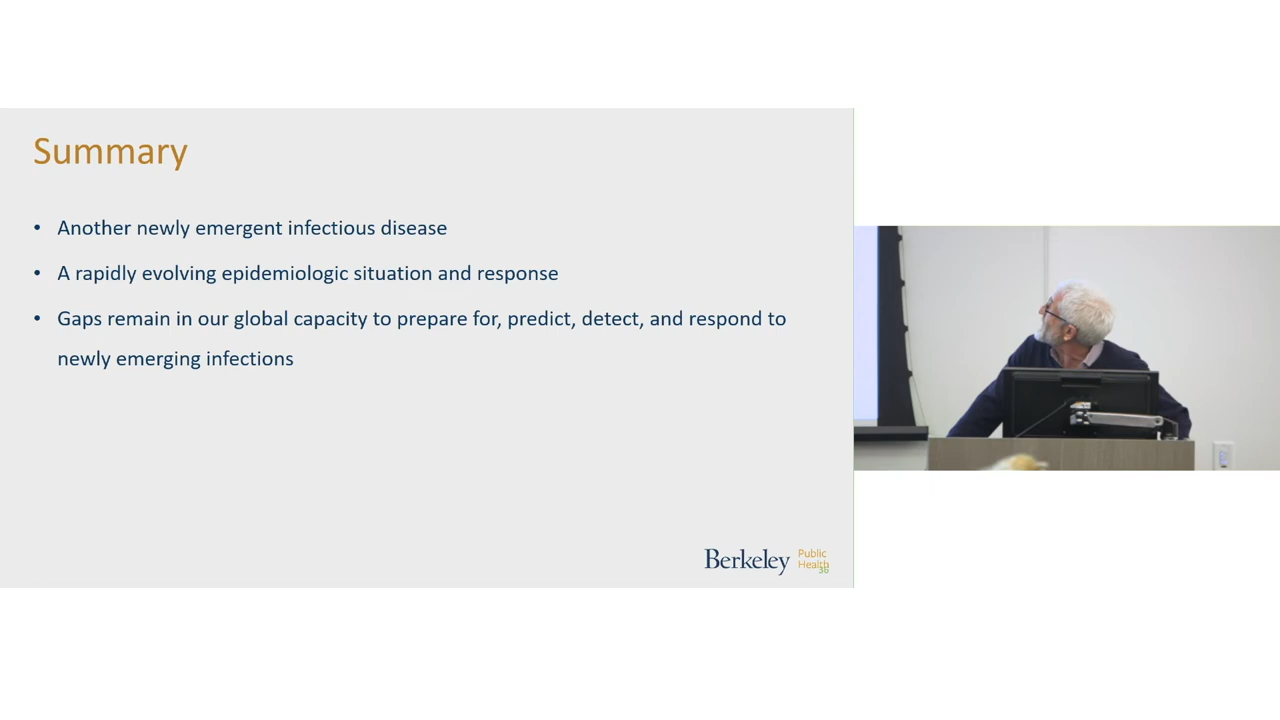 Summary
• Another newly emergent infectious disease
• A rapidly evolving epidemiologic situation and response
• Gaps remain in our global capacity to prepare for, predict, detect, and respond to
newly emerging infections
Berkeley Public
Health
36